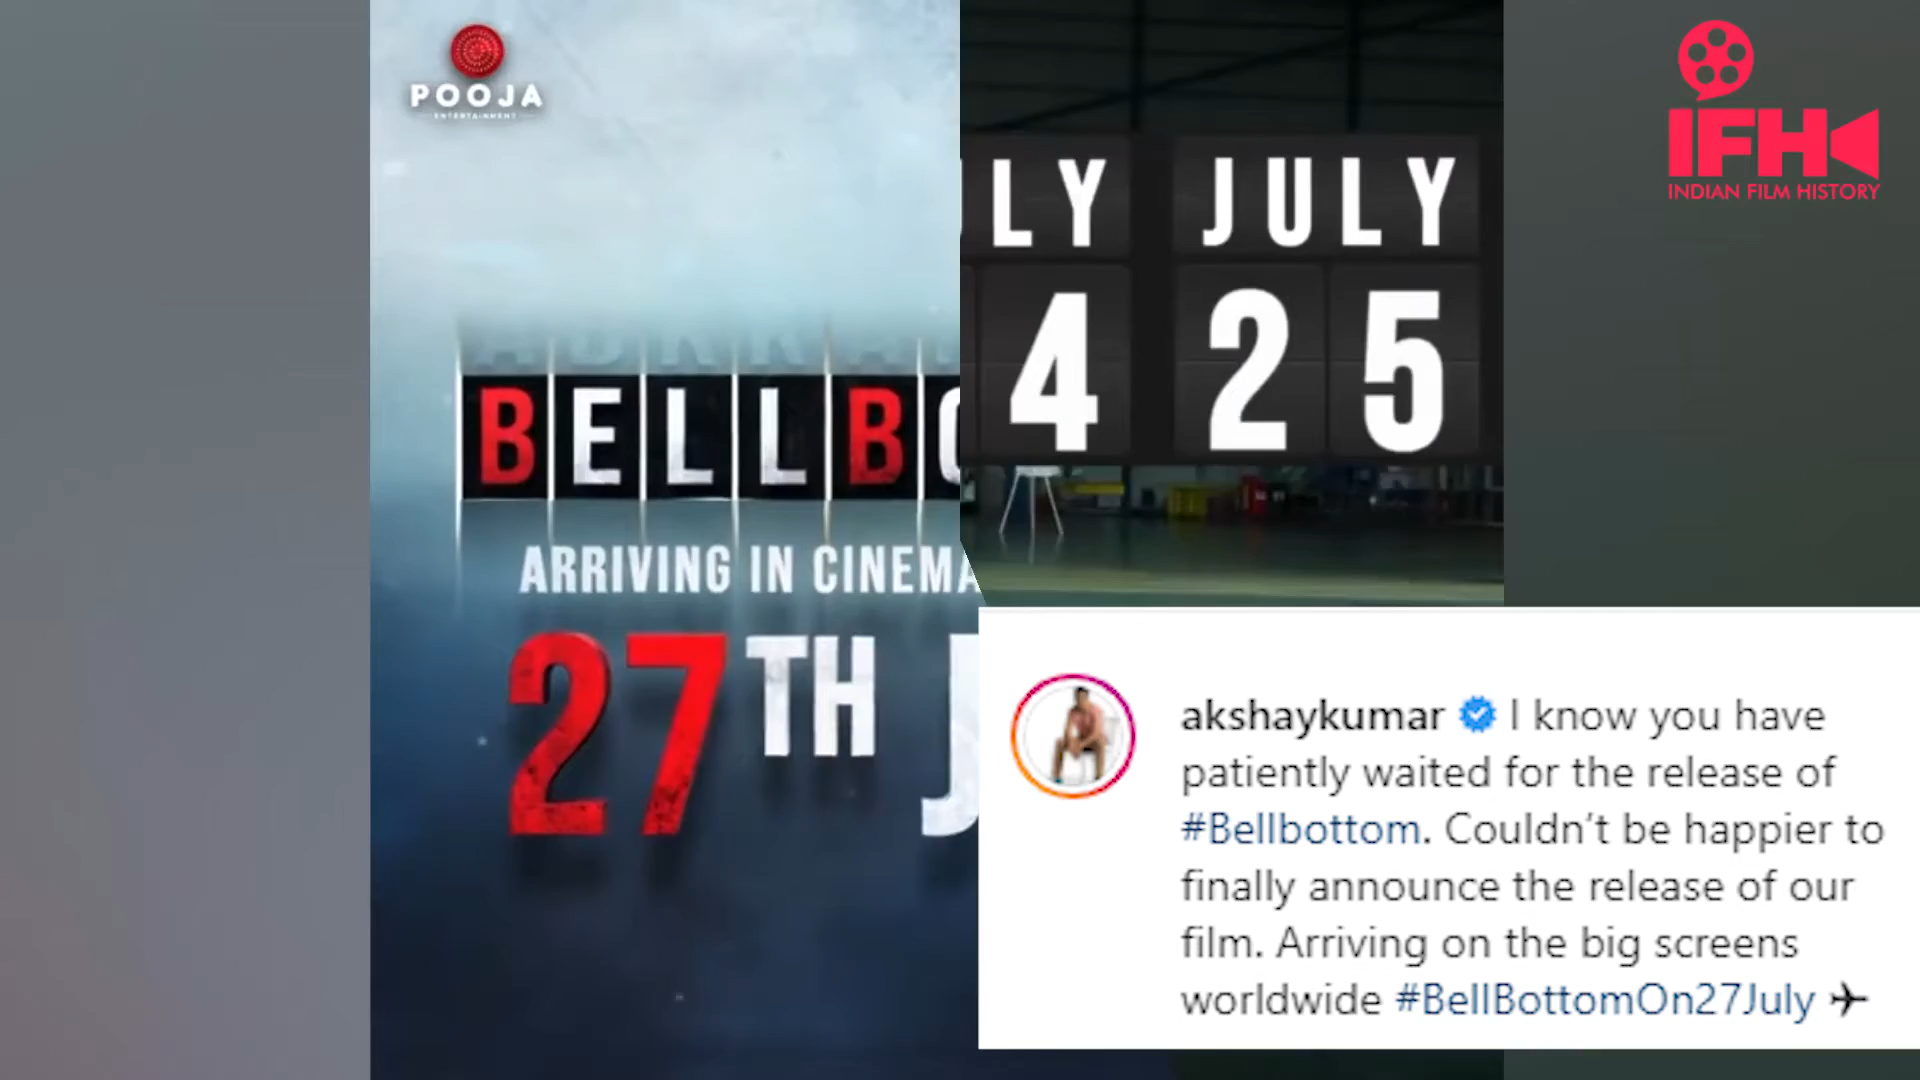 POOJA
ENTERTAINMENT
BELLBO
ARRIVING IN CINEMA
27TH J
LY JULY
4 25
IFH
INDIAN FILM HISTORY
akshaykumar I know you have
patiently waited for the release of
#Bellbottom. Couldn't be happier to
finally announce the release of our
film. Arriving on the big screens
worldwide #BellBottomOn27July ✈